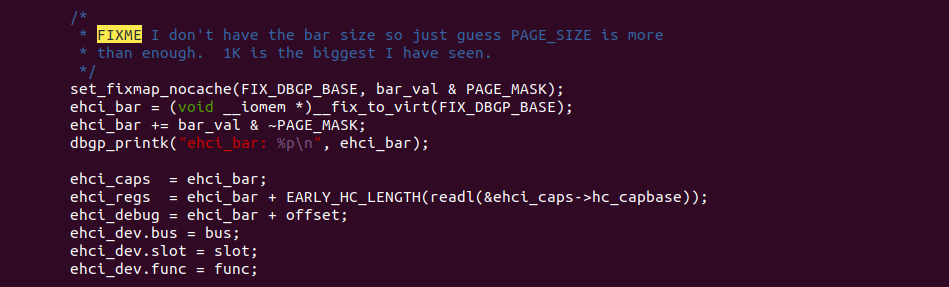 /*
* FIXME I don't have the bar size so just guess PAGE_SIZE is more
* than enough.  1K is the biggest I have seen.
*/
set_fixmap_nocache(FIX_DBGP_BASE, bar_val & PAGE_MASK);
ehci_bar = (void __iomem *)__fix_to_virt(FIX_DBGP_BASE);
ehci_bar += bar_val & ~PAGE_MASK;
dbgp_printk("ehci_bar: %p\n", ehci_bar);

ehci_caps  = ehci_bar;
ehci_regs  = ehci_bar + EARLY_HC_LENGTH(readl(&ehci_caps->hc_capbase));
ehci_debug = ehci_bar + offset;
ehci_dev.bus = bus;
ehci_dev.slot = slot;
ehci_dev.func = func;